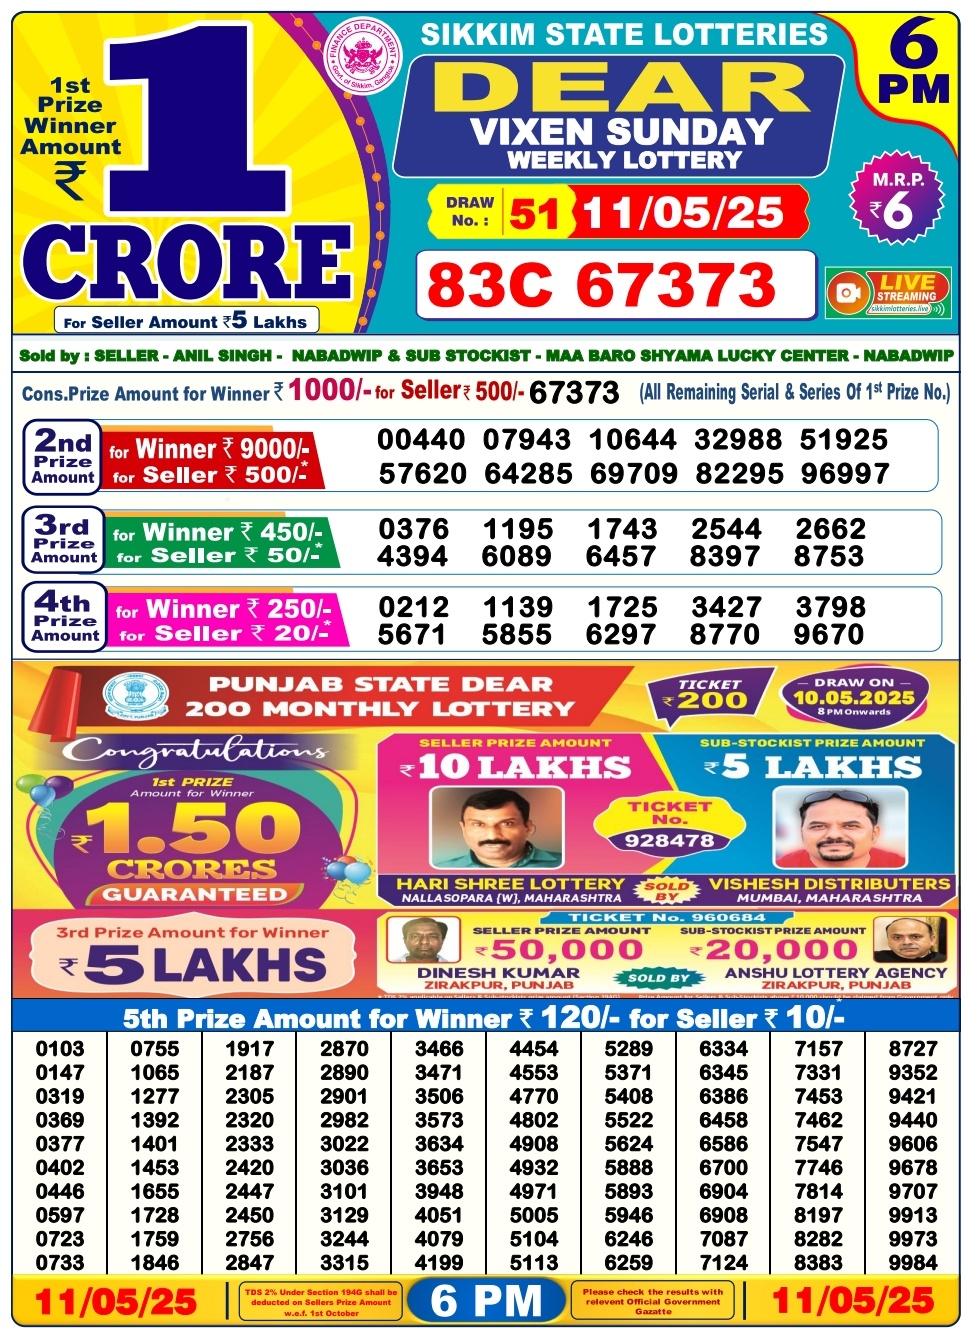 1st
Prize
Winner
Amount
₹
1
CRORE
For Seller Amount ₹5 Lakhs
FINANCE DEPARTMENT
Govt. of Sikkim, Gangtok
SIKKIM STATE LOTTERIES
DEAR
VIXEN SUNDAY
WEEKLY LOTTERY
6
PM
DRAW
No. :
51
11/05/25
M.R.P.
₹6
83C 67373
LIVE
STREAMING
sikkimlotteries.live
Sold by : SELLER - ANIL SINGH - NABADWIP & SUB STOCKIST - MAA BARO SHYAMA LUCKY CENTER - NABADWIP
Cons.Prize Amount for Winner ₹ 1000/- for Seller ₹ 500/- 67373 (All Remaining Serial & Series Of 1st Prize No.)
2nd
Prize
Amount
for Winner ₹ 9000/-
for Seller ₹ 500/-*
00440 07943 10644 32988 51925
57620 64285 69709 82295 96997
3rd
Prize
Amount
for Winner ₹ 450/-
for Seller ₹ 50/-*
0376 1195 1743 2544 2662
4394 6089 6457 8397 8753
4th
Prize
Amount
for Winner ₹ 250/-
for Seller ₹ 20/-*
0212 1139 1725 3427 3798
5671 5855 6297 8770 9670
PUNJAB STATE DEAR
200 MONTHLY LOTTERY
TICKET
₹200
DRAW ON
10.05.2025
8 PM Onwards
Congratulations
1st PRIZE
Amount for Winner
₹1.50
CRORES
GUARANTEED
SELLER PRIZE AMOUNT
₹10 LAKHS
SUB-STOCKIST PRIZE AMOUNT
₹5 LAKHS
TICKET
No.
928478
HARI SHREE LOTTERY
NALLASOPARA {W}, MAHARASHTRA
SOLD
BY
VISHESH DISTRIBUTERS
MUMBAI, MAHARASHTRA
3rd Prize Amount for Winner
₹5 LAKHS
TICKET No. 960684
SELLER PRIZE AMOUNT
₹50,000
SUB-STOCKIST PRIZE AMOUNT
₹20,000
DINESH KUMAR
ZIRAKPUR, PUNJAB
SOLD BY
ANSHU LOTTERY AGENCY
ZIRAKPUR, PUNJAB
5th Prize Amount for Winner ₹ 120/- for Seller ₹ 10/-*
0103 0755 1917 2870 3466 4454 5289 6334 7157 8727
0147 1065 2187 2890 3471 4553 5371 6345 7331 9352
0319 1277 2305 2901 3506 4770 5408 6386 7453 9421
0369 1392 2320 2982 3573 4802 5522 6458 7462 9440
0377 1401 2333 3022 3634 4908 5624 6586 7547 9606
0402 1453 2420 3036 3653 4932 5888 6700 7746 9678
0446 1655 2447 3101 3948 4971 5893 6904 7814 9707
0597 1728 2450 3129 4051 5005 5946 6908 8197 9913
0723 1759 2756 3244 4079 5104 6246 7087 8282 9973
0733 1846 2847 3315 4199 5113 6259 7124 8383 9984
11/05/25
TDS 2% Under Section 194G shall be
deducted on Sellers Prize Amount
w.e.f. 1st October
6 PM
Please check the results with
relevent Official Government
Gazatte
11/05/25